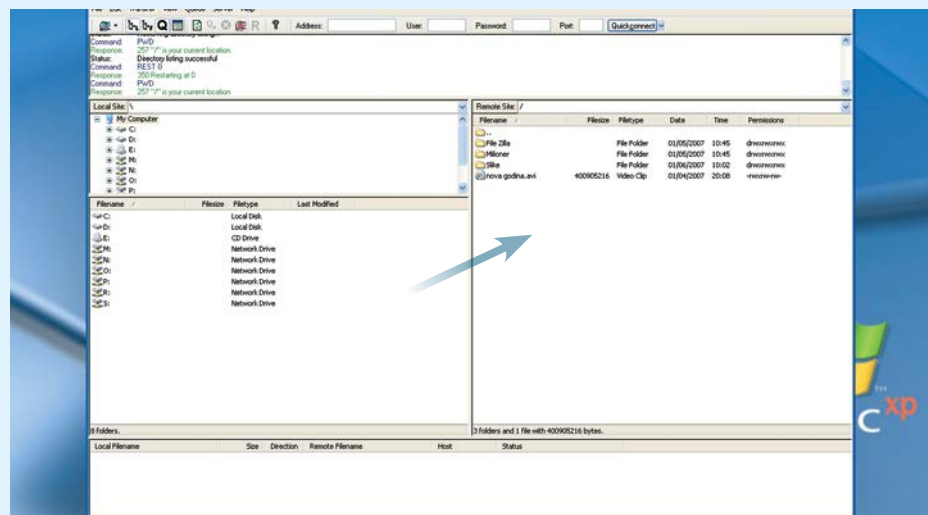 Address: User: Password: Port: Quickconnect
Command: PWD
Response: 257 "/" is your current location
Status: Directory listing successful
Command: REST 0
Response: 350 Restarting at 0
Command: PWD
Response: 257 "/" is your current location
Local Site: \
My Computer
C:
D:
E:
M:
N:
O:
P:
Filename / Filesize Filetype Last Modified
C: Local Disk
D: Local Disk
E: CD Drive
M: Network Drive
N: Network Drive
O: Network Drive
P: Network Drive
R: Network Drive
S: Network Drive
8 folders.
Remote Site: /
Filename / Filesize Filetype Date Time Permissions
..
File Zilla File Folder 01/05/2007 10:45 drwxrwxrwx
Milioner File Folder 01/05/2007 10:45 drwxrwxrwx
Slike File Folder 01/06/2007 10:02 drwxrwxrwx
nova godina.avi 400905216 Video Clip 01/04/2007 20:08 -rwxrw-rw-
3 folders and 1 file with 400905216 bytes.
Local Filename Size Direction Remote Filename Host Status
TM
xp
C